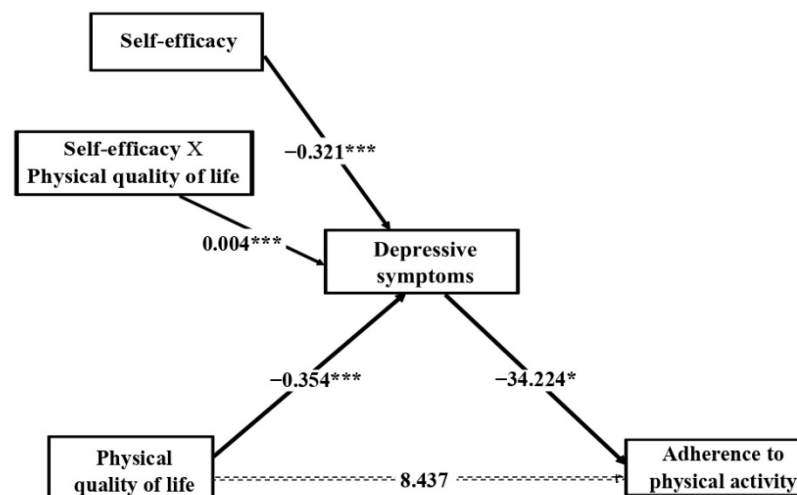 Self-efficacy
Self-efficacy X
Physical quality of life
−0.321***
0.004***
Depressive
symptoms
−0.354***
−34.224*
Physical
quality of life
8.437
Adherence to
physical activity